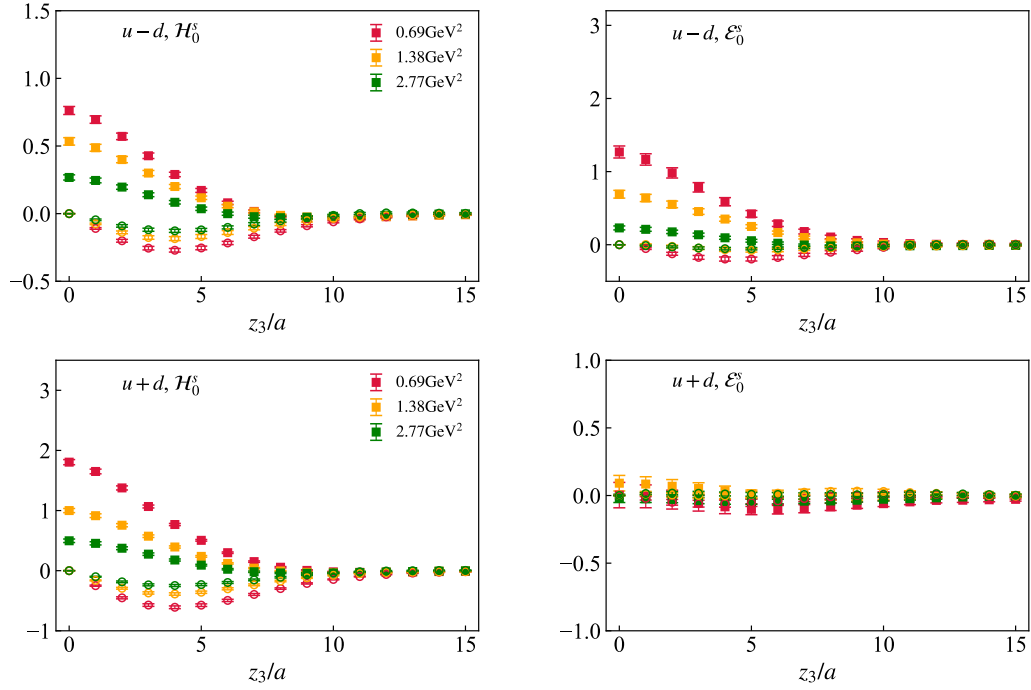 1.5
1.0
0.5
0.0
−0.5
u − d, ℋ₀ˢ
0.69GeV²
1.38GeV²
2.77GeV²
0 5 10 15
z₃/a
3
2
1
0
u − d, ℰ₀ˢ
0 5 10 15
z₃/a
3
2
1
0
−1
u + d, ℋ₀ˢ
0.69GeV²
1.38GeV²
2.77GeV²
0 5 10 15
z₃/a
1.0
0.5
0.0
−0.5
−1.0
u + d, ℰ₀ˢ
0 5 10 15
z₃/a